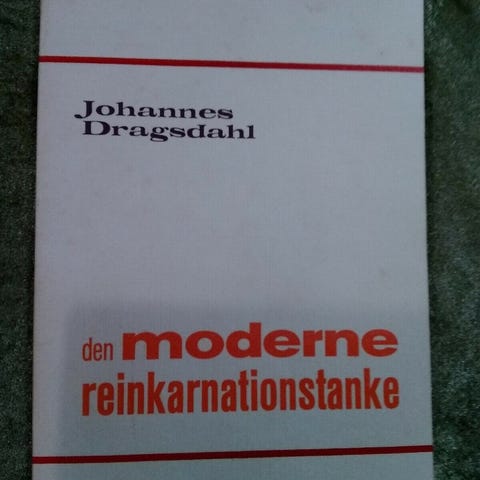 Johannes
Dragsdahl
den moderne
reinkarnationstanke